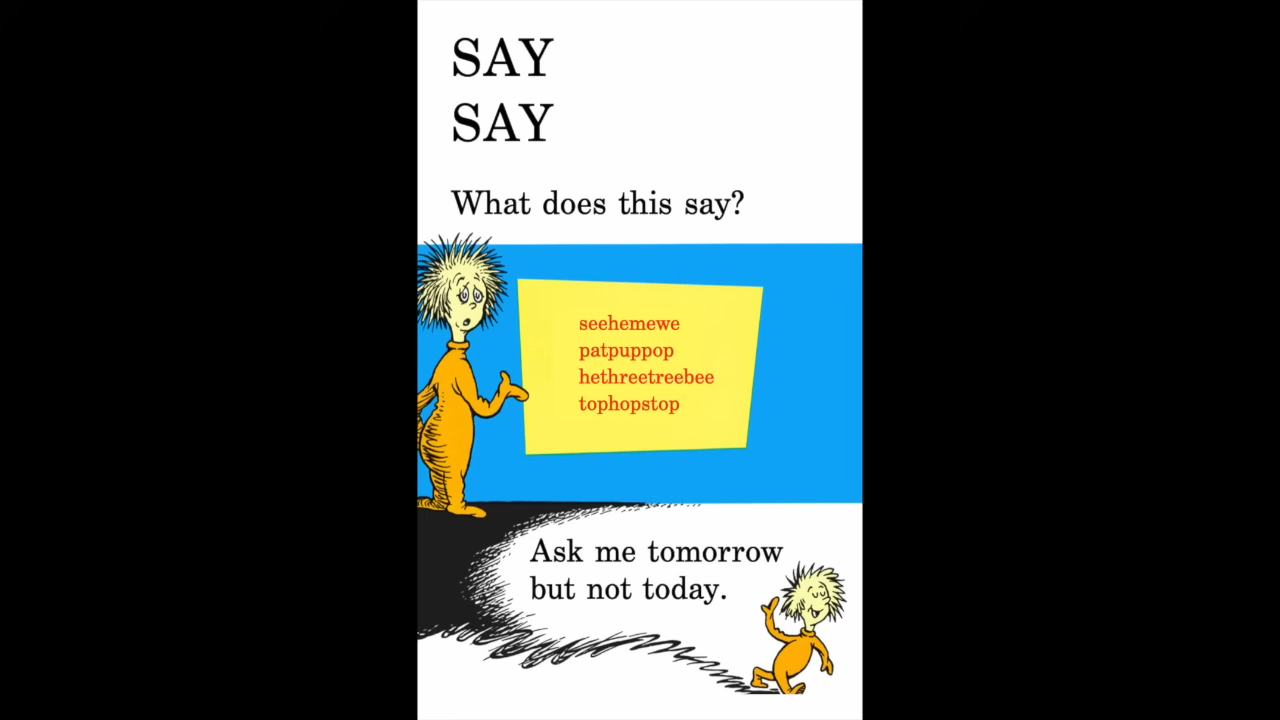 SAY
SAY
What does this say?
seehemewe
patpuppop
hethreetreebee
tophopstop
Ask me tomorrow
but not today.